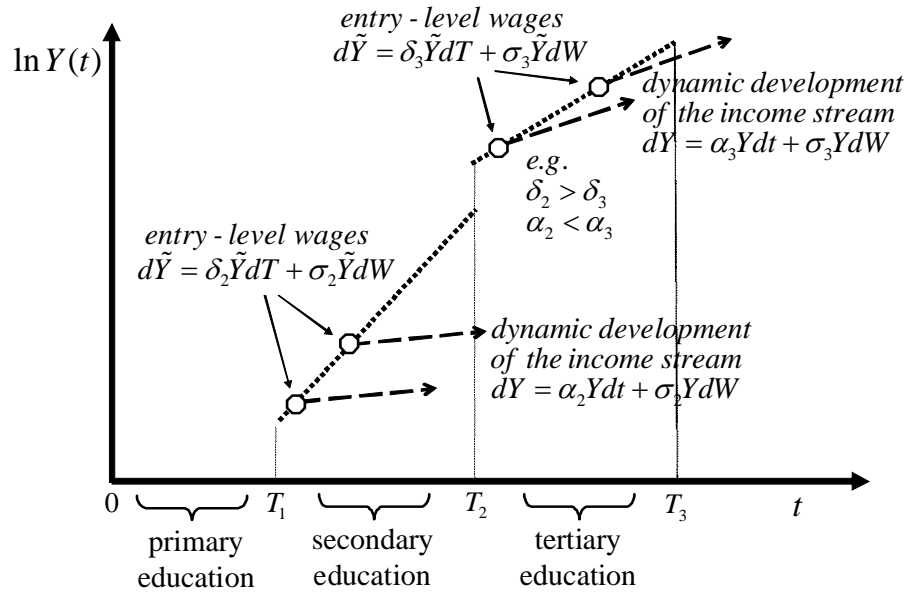 entry - level wages
dỸ = δ₃ỸdT + σ₃ỸdW
ln Y(t)
dynamic development
of the income stream
dY = α₃Ydt + σ₃YdW
e.g.
δ₂ > δ₃
α₂ < α₃
entry - level wages
dỸ = δ₂ỸdT + σ₂ỸdW
dynamic development
of the income stream
dY = α₂Ydt + σ₂YdW
0
T₁
T₂
T₃
t
primary
education
secondary
education
tertiary
education